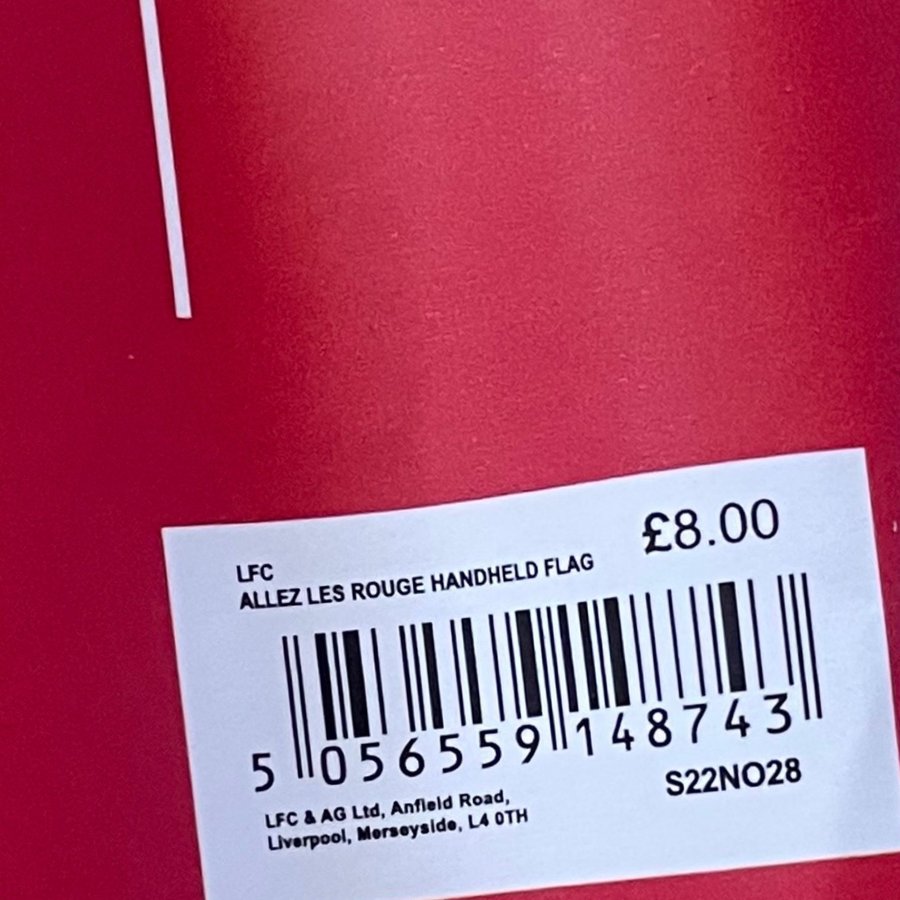 £8.00
LFC
ALLEZ LES ROUGE HANDHELD FLAG
5 056559 148743
S22NO28
LFC & AG Ltd, Anfield Road,
Liverpool, Merseyside, L4 0TH